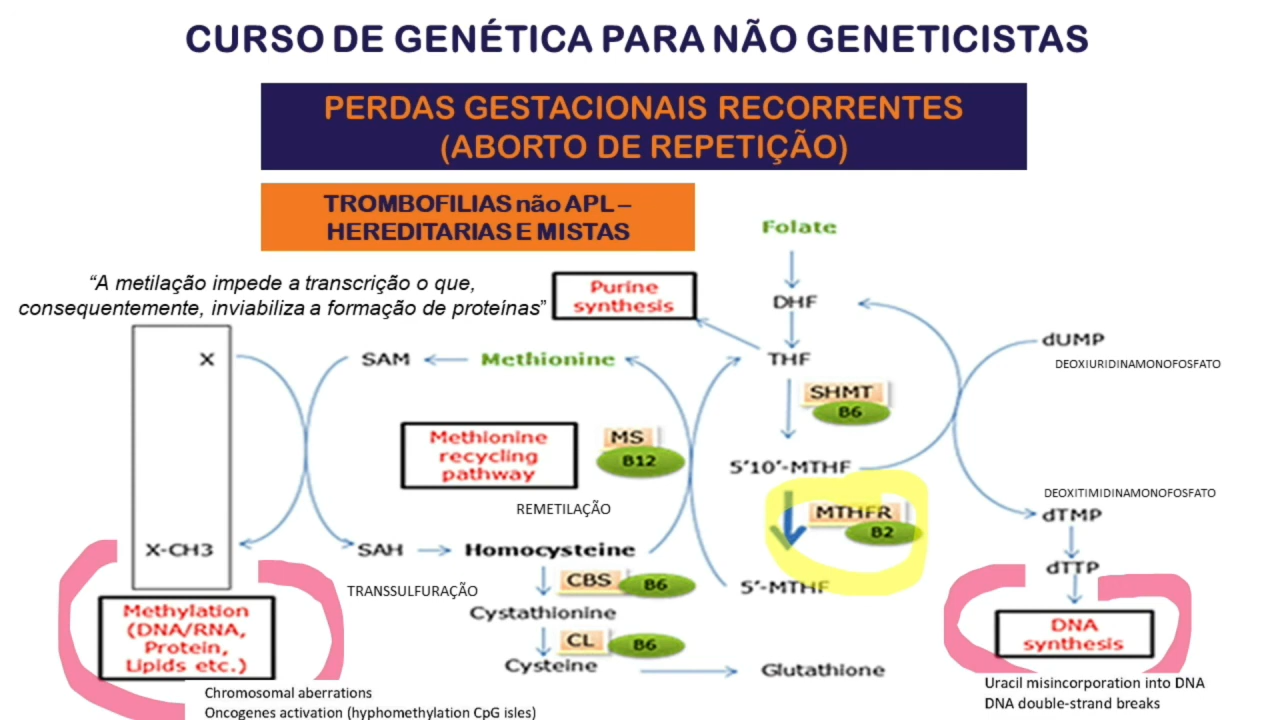 CURSO DE GENÉTICA PARA NÃO GENETICISTAS
PERDAS GESTACIONAIS RECORRENTES
(ABORTO DE REPETIÇÃO)
TROMBOFILIAS não APL –
HEREDITARIAS E MISTAS
“A metilação impede a transcrição o que,
consequentemente, inviabiliza a formação de proteínas”
Folate
Purine
synthesis
DHF
X
SAM
Methionine
THF
dUMP
DEOXIURIDINAMONOFOSFATO
SHMT
B6
Methionine
recycling
pathway
MS
B12
5'10'-MTHF
REMETILAÇÃO
DEOXITIMIDINAMONOFOSFATO
MTHFR
B2
dTMP
X-CH3
SAH
Homocysteine
dTTP
TRANSSULFURAÇÃO
CBS
B6
5'-MTHF
Methylation
(DNA/RNA,
Protein,
Lipids etc.)
Cystathionine
CL
B6
DNA
synthesis
Cysteine
Glutathione
Chromosomal aberrations
Oncogenes activation (hyphomethylation CpG isles)
Uracil misincorporation into DNA
DNA double-strand breaks